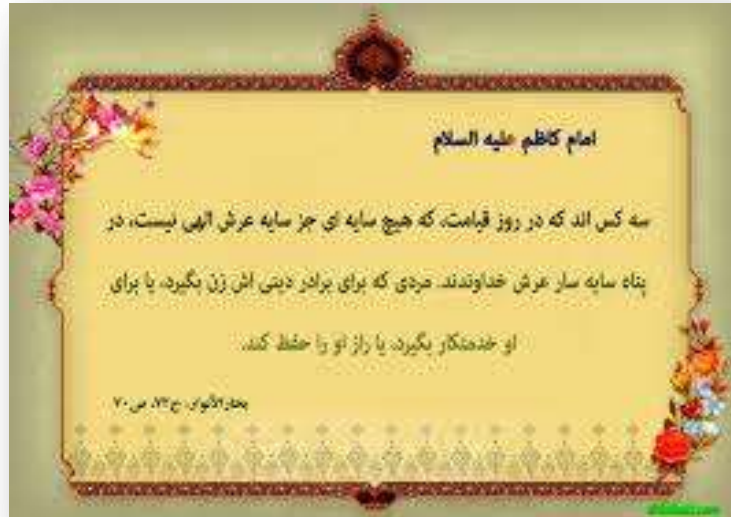 امام کاظم علیه السلام
سه کس اند که در روز قیامت، که هیچ سایه ای جز سایه عرش الهی نیست، در
پناه سایه سار عرش خداوندند. مردی که برای برادر دینی اش زن بگیرد، یا برای
او خدمتکار بگیرد، یا راز او را حفظ کند.
بحارالأنوار، ج۷۲، ص۷۰